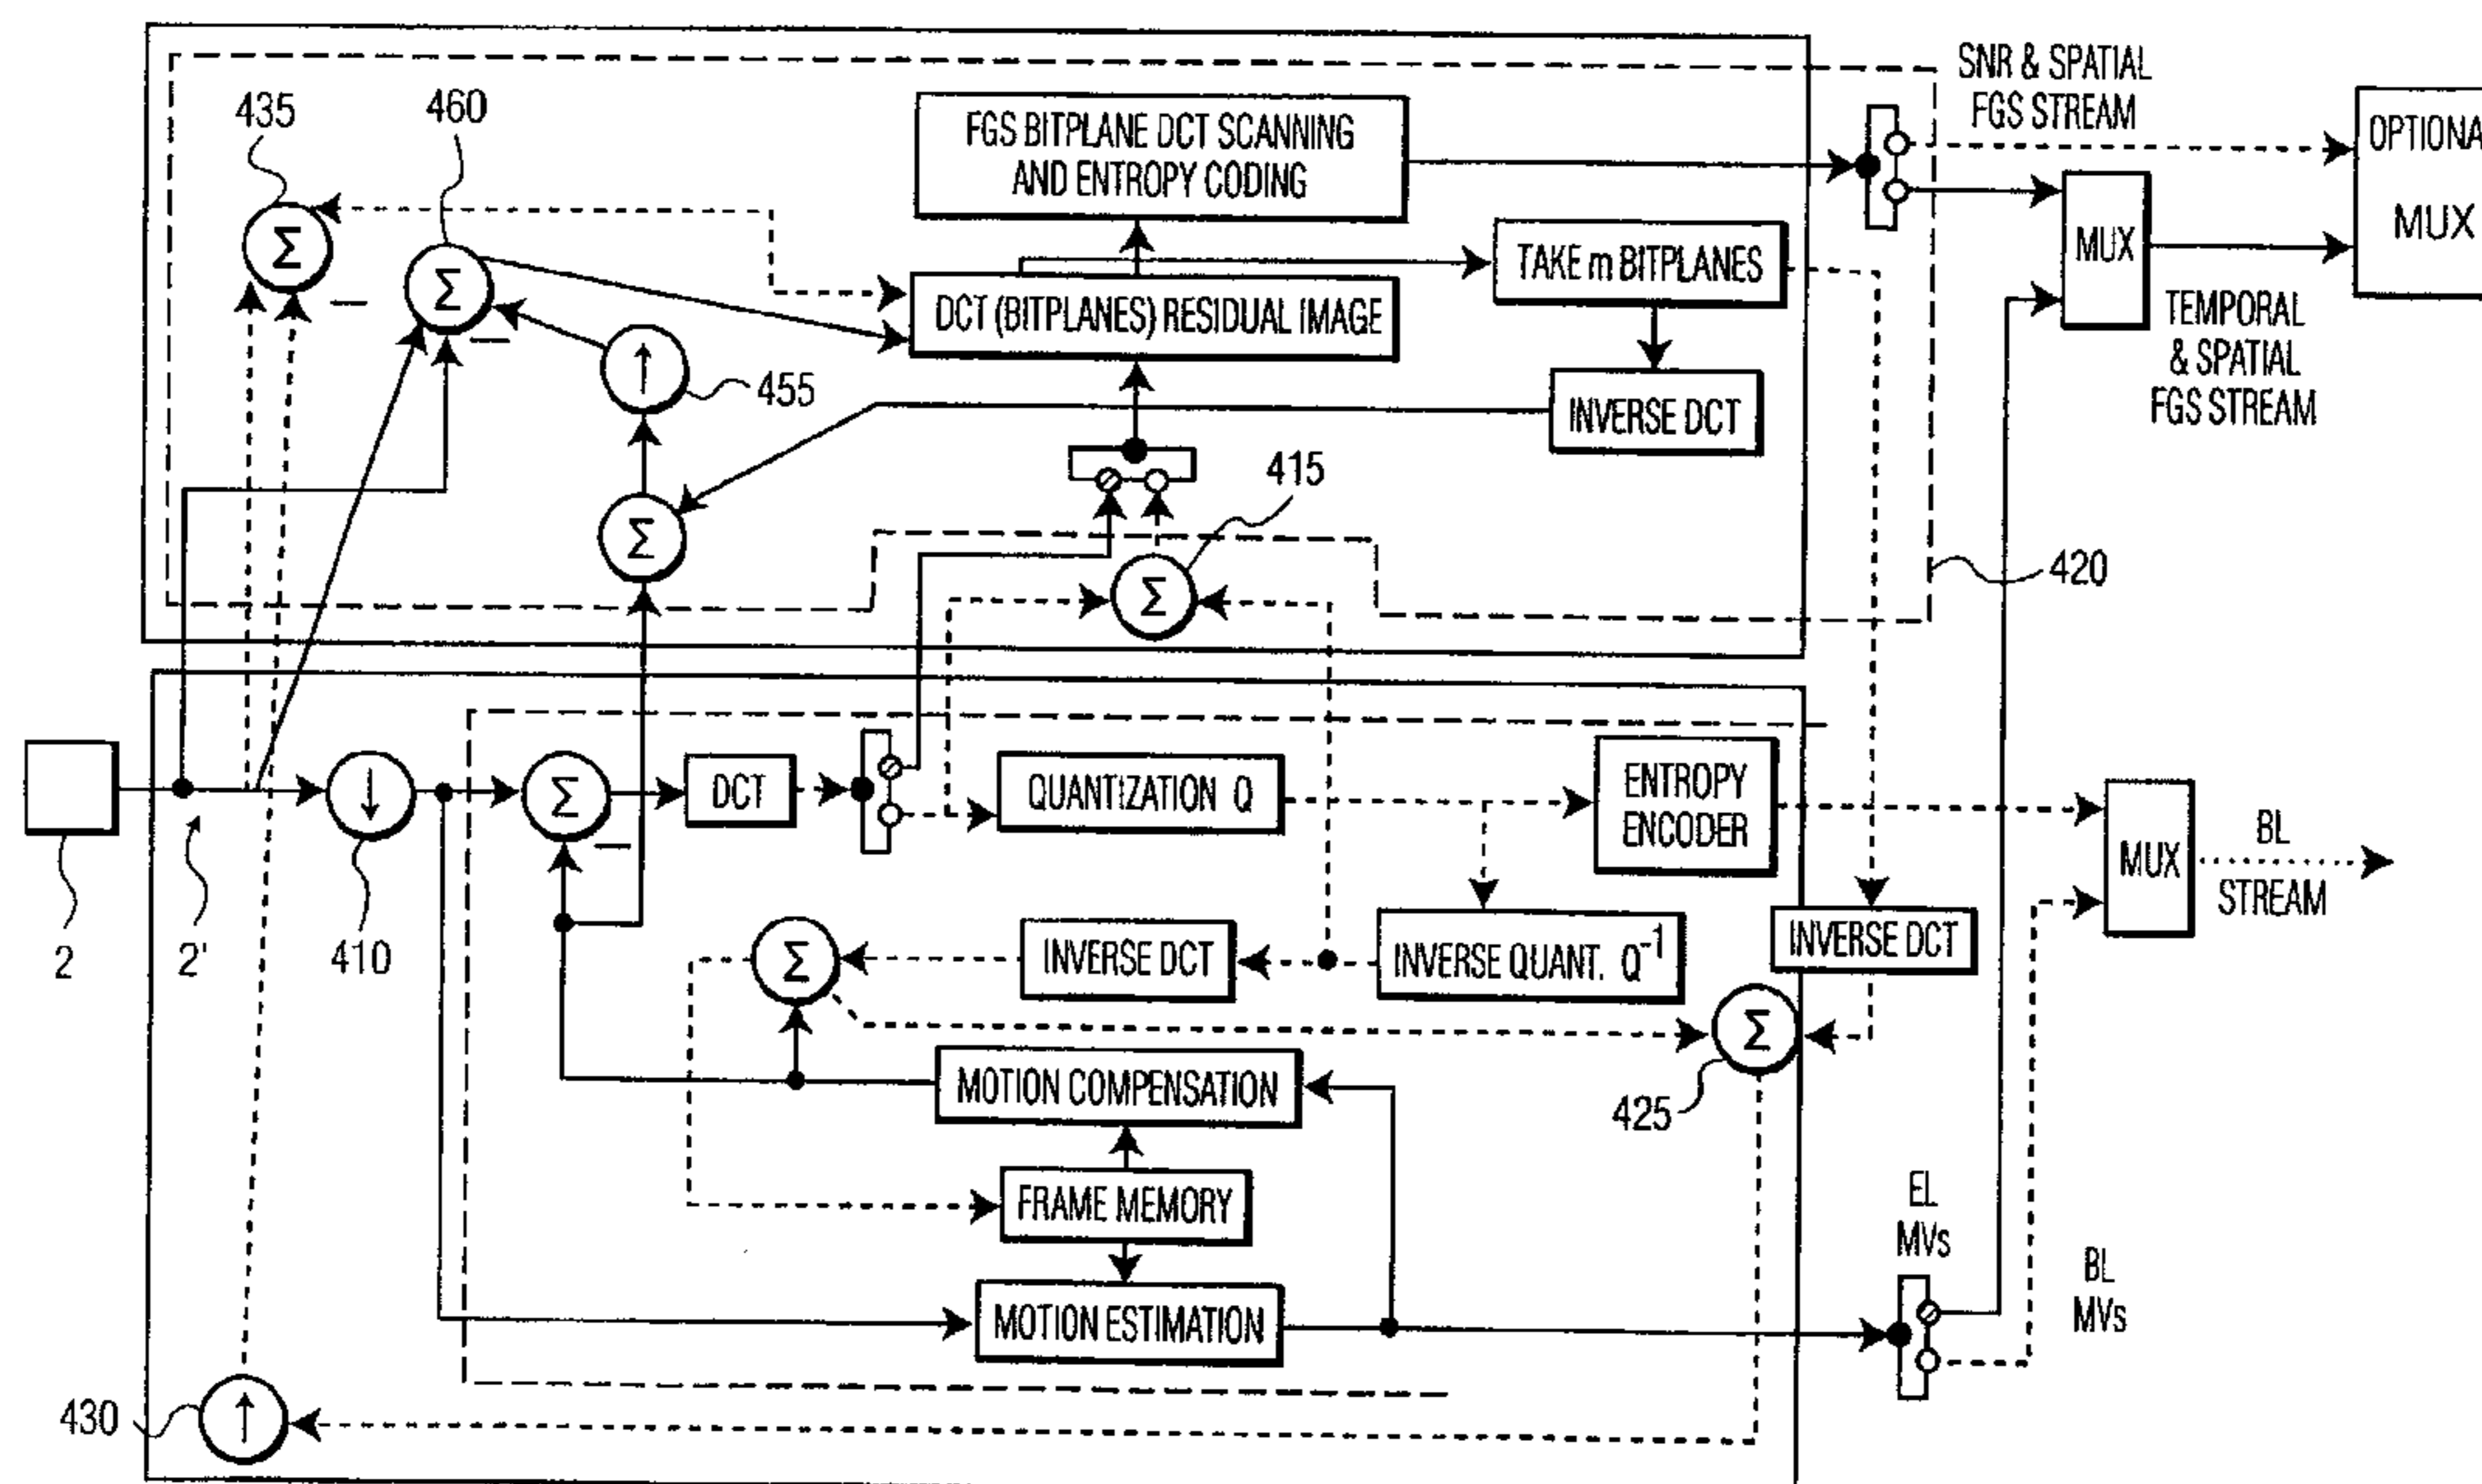 SNR & SPATIAL
FGS STREAM
435
460
FGS BITPLANE DCT SCANNING
AND ENTROPY CODING
OPTIONA
MUX
Σ
Σ
MUX
TAKE m BITPLANES
DCT (BITPLANES) RESIDUAL IMAGE
TEMPORAL
& SPATIAL
FGS STREAM
↑
455
INVERSE DCT
415
Σ
Σ
420
2
2'
↓
410
Σ
DCT
QUANTIZATION Q
ENTROPY
ENCODER
MUX
BL
STREAM
Σ
INVERSE DCT
INVERSE QUANT. Q-1
INVERSE DCT
Σ
425
MOTION COMPENSATION
FRAME MEMORY
MOTION ESTIMATION
EL
MVs
BL
MVs
430
↑